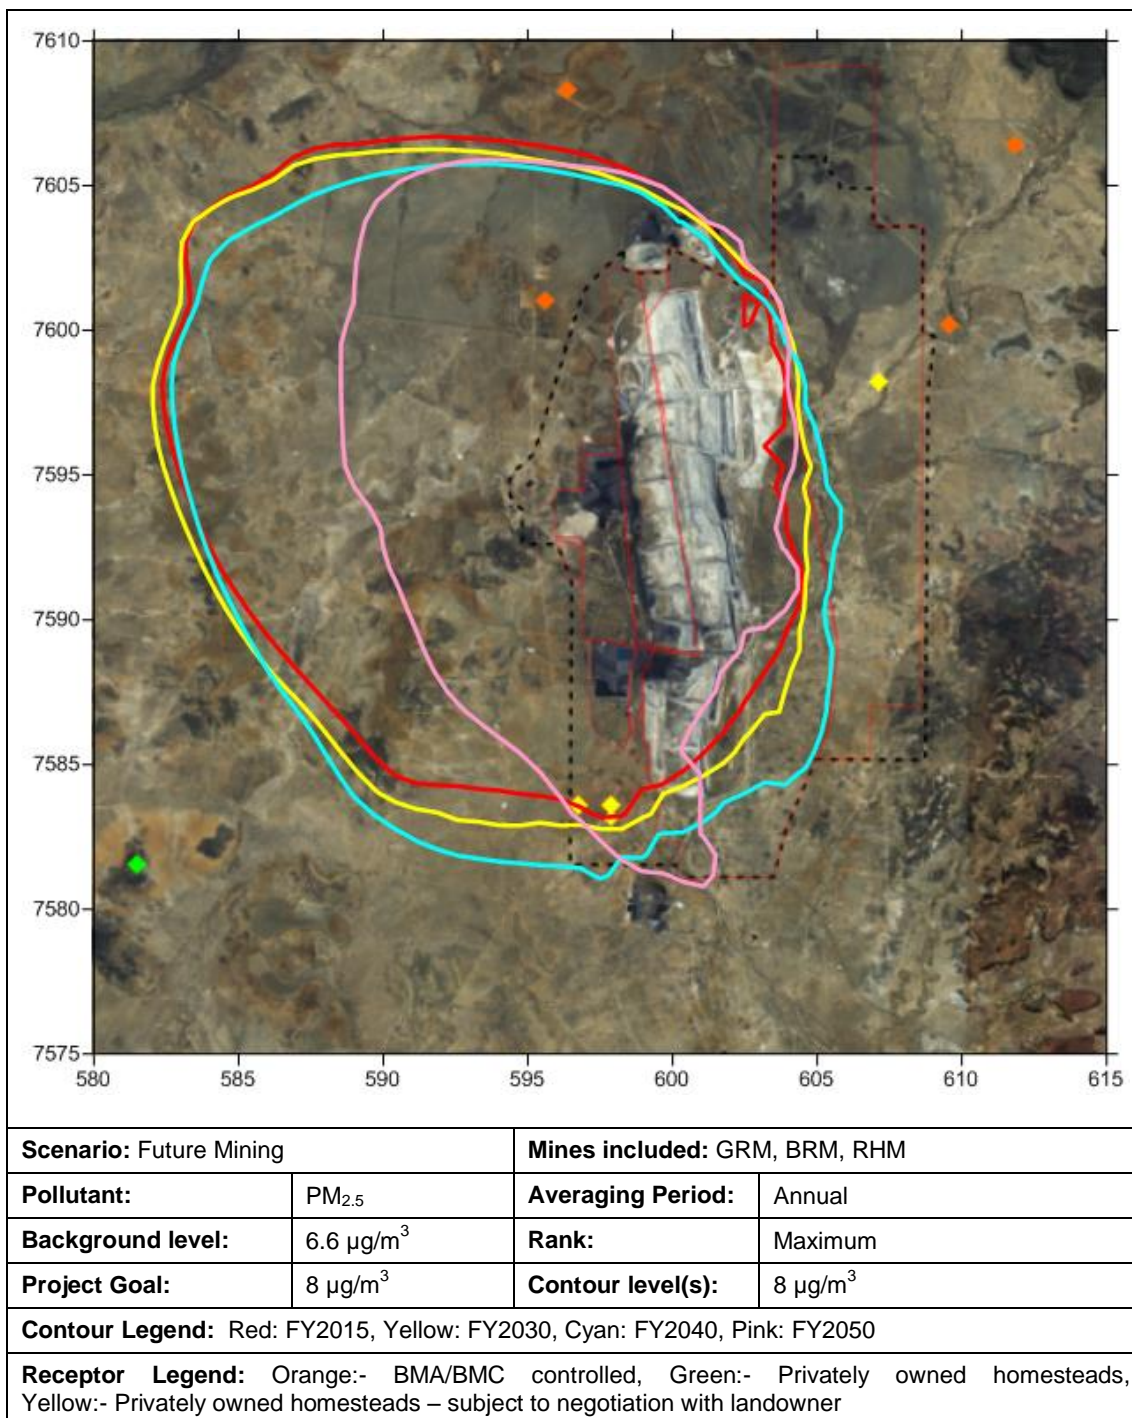 7610
7605
7600
7595
7590
7585
7580
7575
580 585 590 595 600 605 610 615
Scenario: Future Mining Mines included: GRM, BRM, RHM
Pollutant: PM2.5 Averaging Period: Annual
Background level: 6.6 µg/m³ Rank: Maximum
Project Goal: 8 µg/m³ Contour level(s): 8 µg/m³
Contour Legend: Red: FY2015, Yellow: FY2030, Cyan: FY2040, Pink: FY2050
Receptor Legend: Orange:- BMA/BMC controlled, Green:- Privately owned homesteads,
Yellow:- Privately owned homesteads – subject to negotiation with landowner